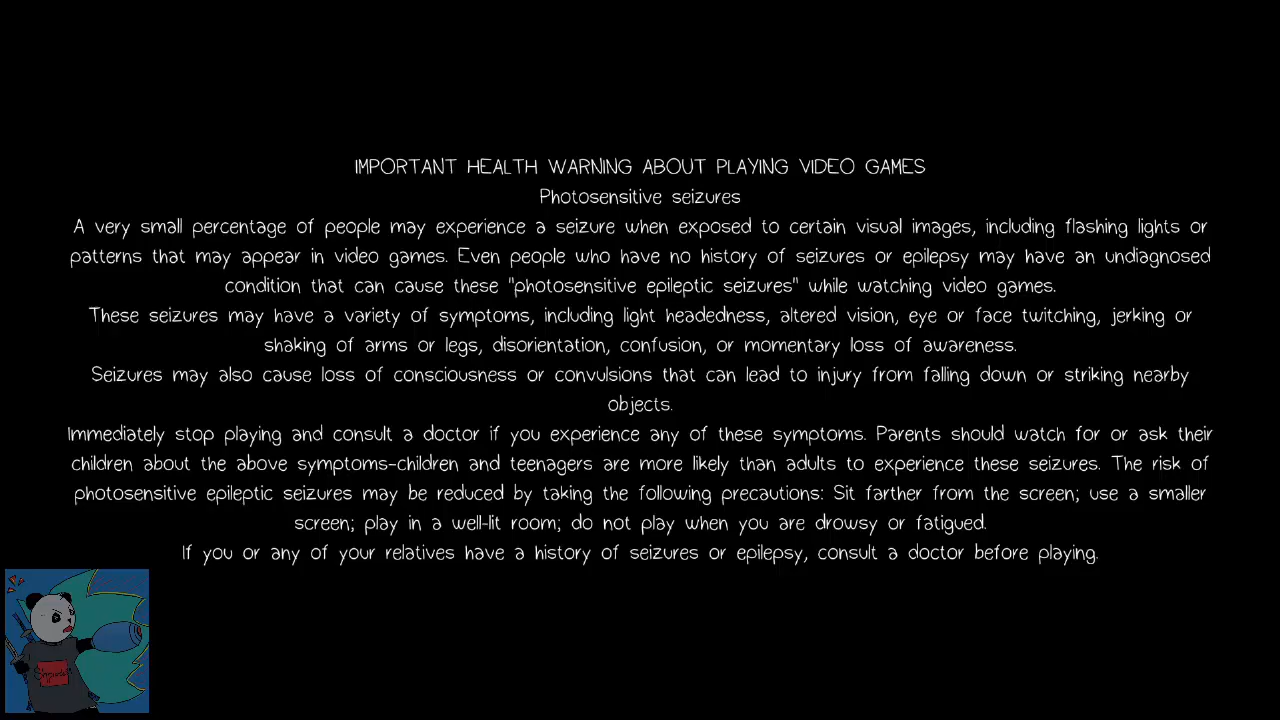 IMPORTANT HEALTH WARNING ABOUT PLAYING VIDEO GAMES
Photosensitive seizures
A very small percentage of people may experience a seizure when exposed to certain visual images, including flashing lights or
patterns that may appear in video games. Even people who have no history of seizures or epilepsy may have an undiagnosed
condition that can cause these "photosensitive epileptic seizures" while watching video games.
These seizures may have a variety of symptoms, including light headedness, altered vision, eye or face twitching, jerking or
shaking of arms or legs, disorientation, confusion, or momentary loss of awareness.
Seizures may also cause loss of consciousness or convulsions that can lead to injury from falling down or striking nearby
objects.
Immediately stop playing and consult a doctor if you experience any of these symptoms. Parents should watch for or ask their
children about the above symptoms-children and teenagers are more likely than adults to experience these seizures. The risk of
photosensitive epileptic seizures may be reduced by taking the following precautions: Sit farther from the screen; use a smaller
screen; play in a well-lit room; do not play when you are drowsy or fatigued.
If you or any of your relatives have a history of seizures or epilepsy, consult a doctor before playing.